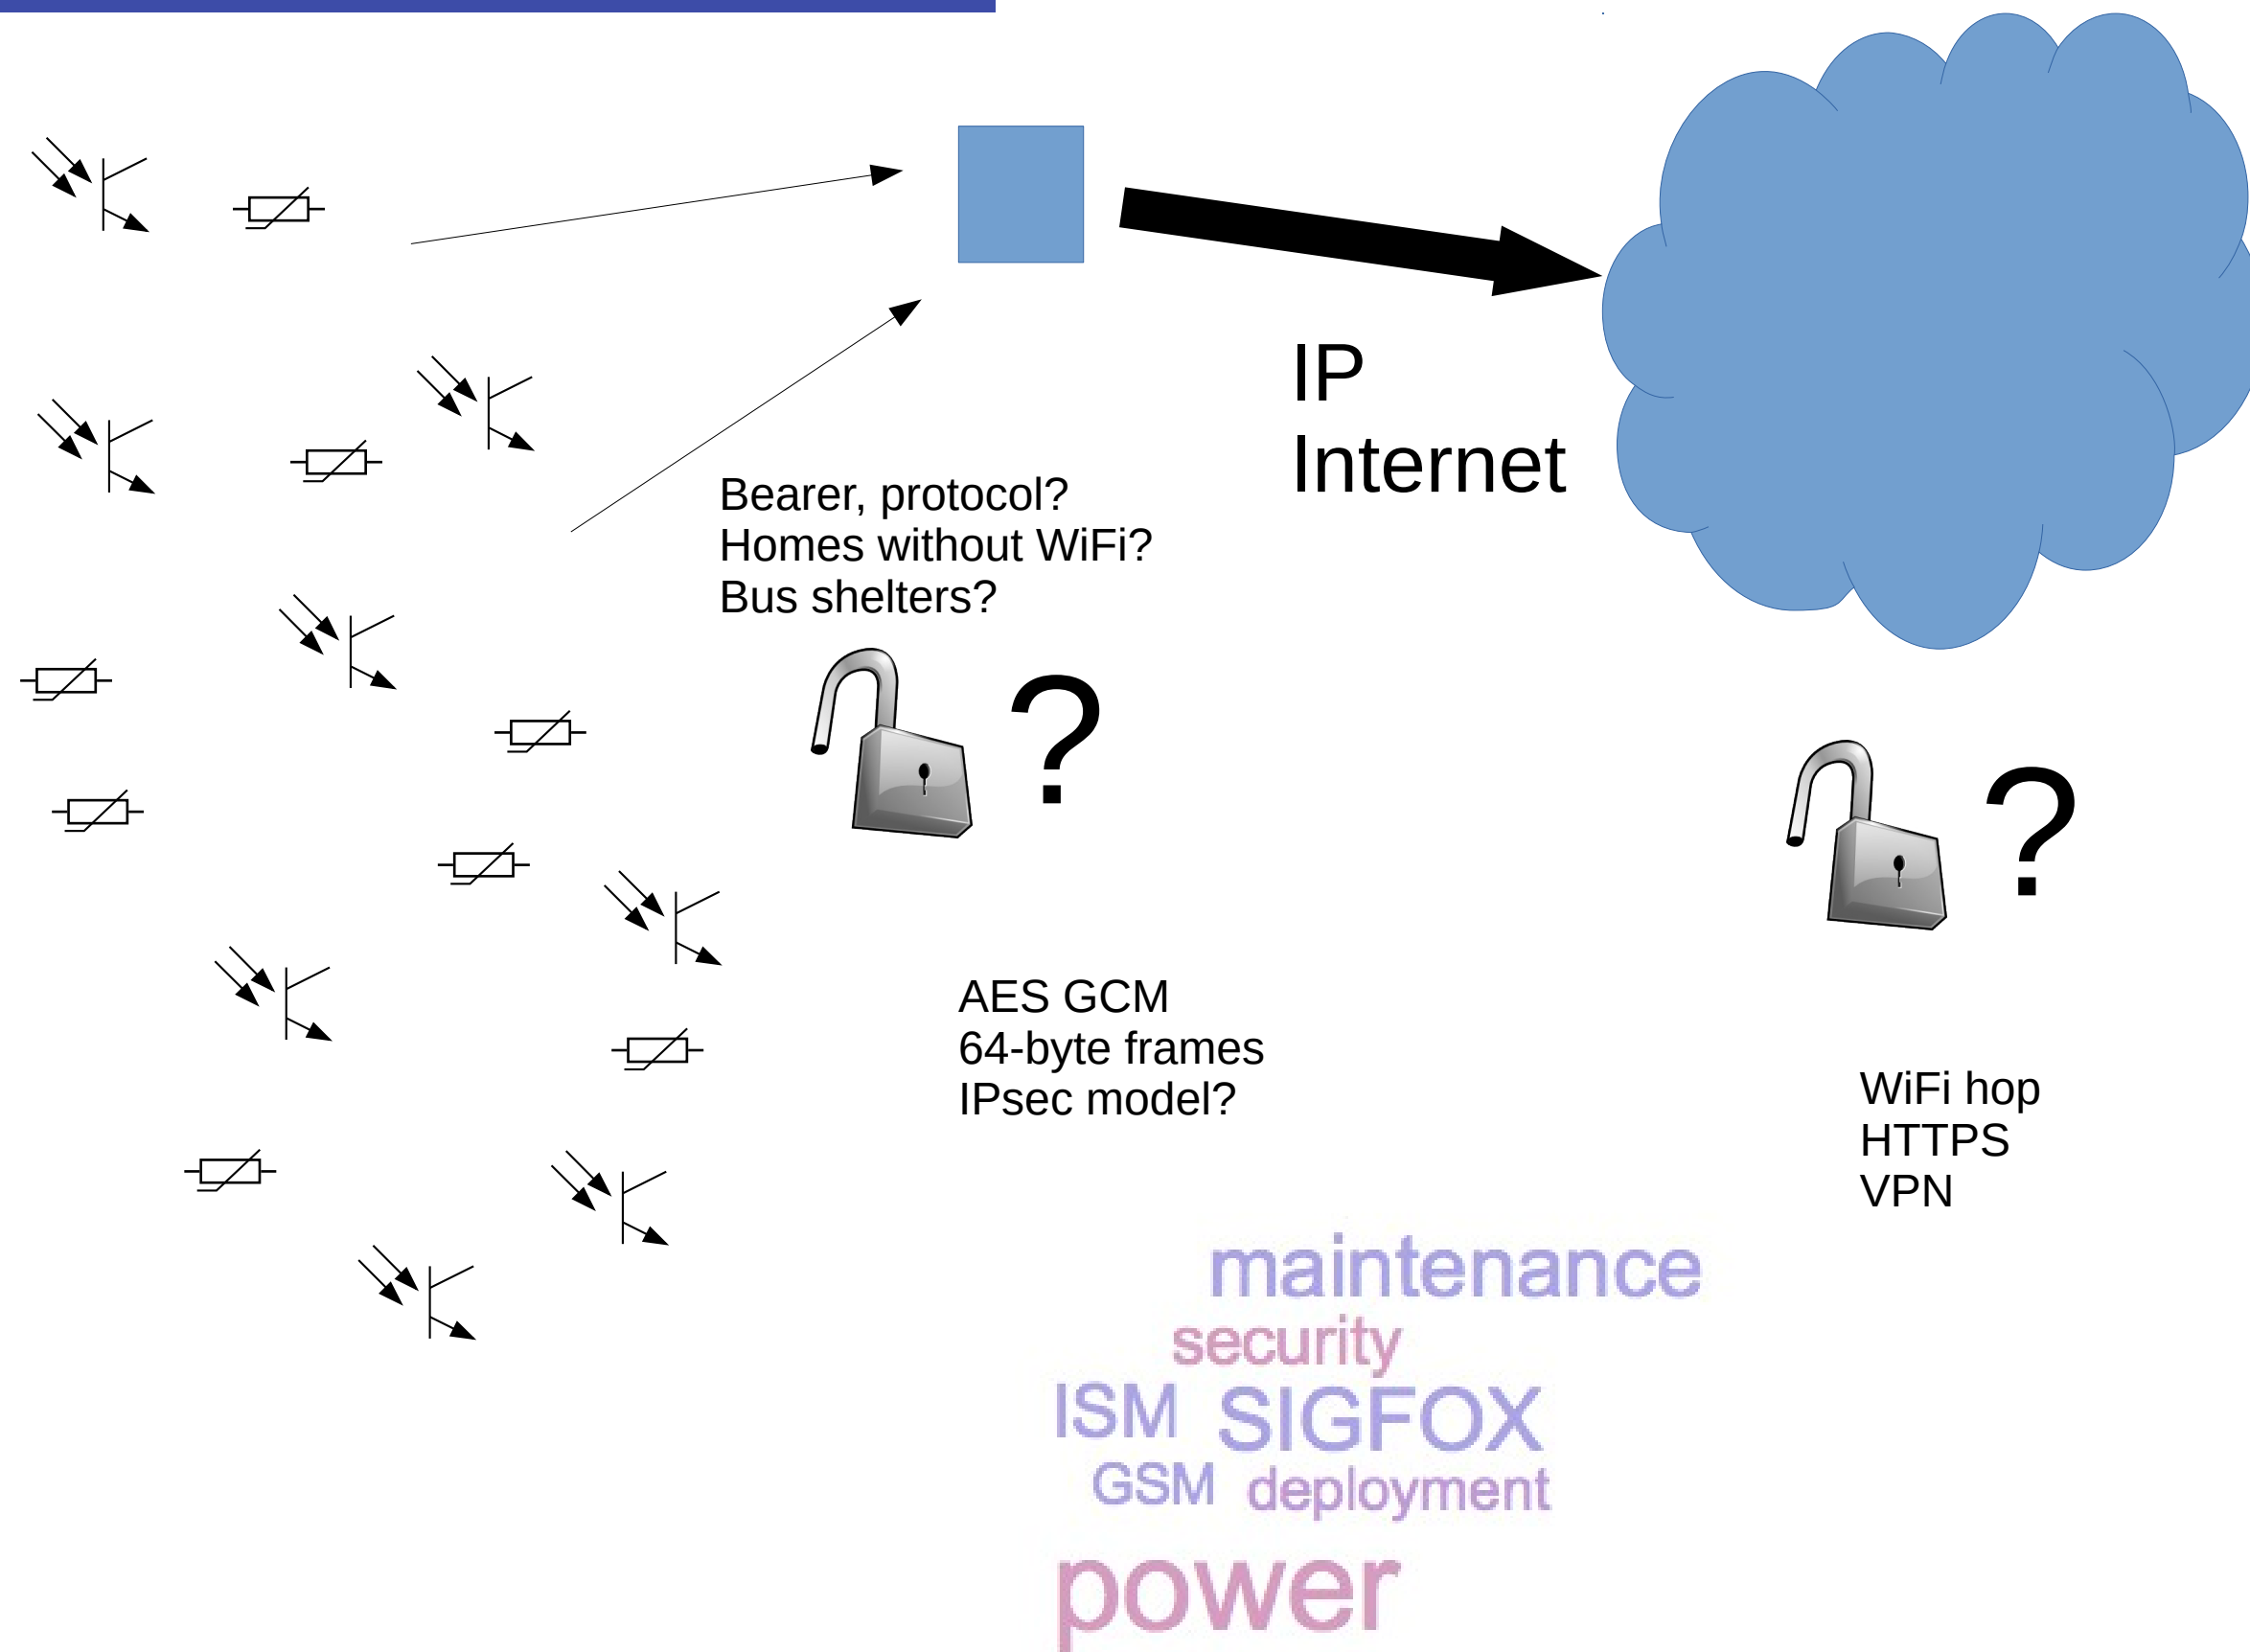 IP
Internet
Bearer, protocol?
Homes without WiFi?
Bus shelters?
?
?
AES GCM
64-byte frames
IPsec model?
WiFi hop
HTTPS
VPN
maintenance
security
ISM SIGFOX
GSM deployment
power